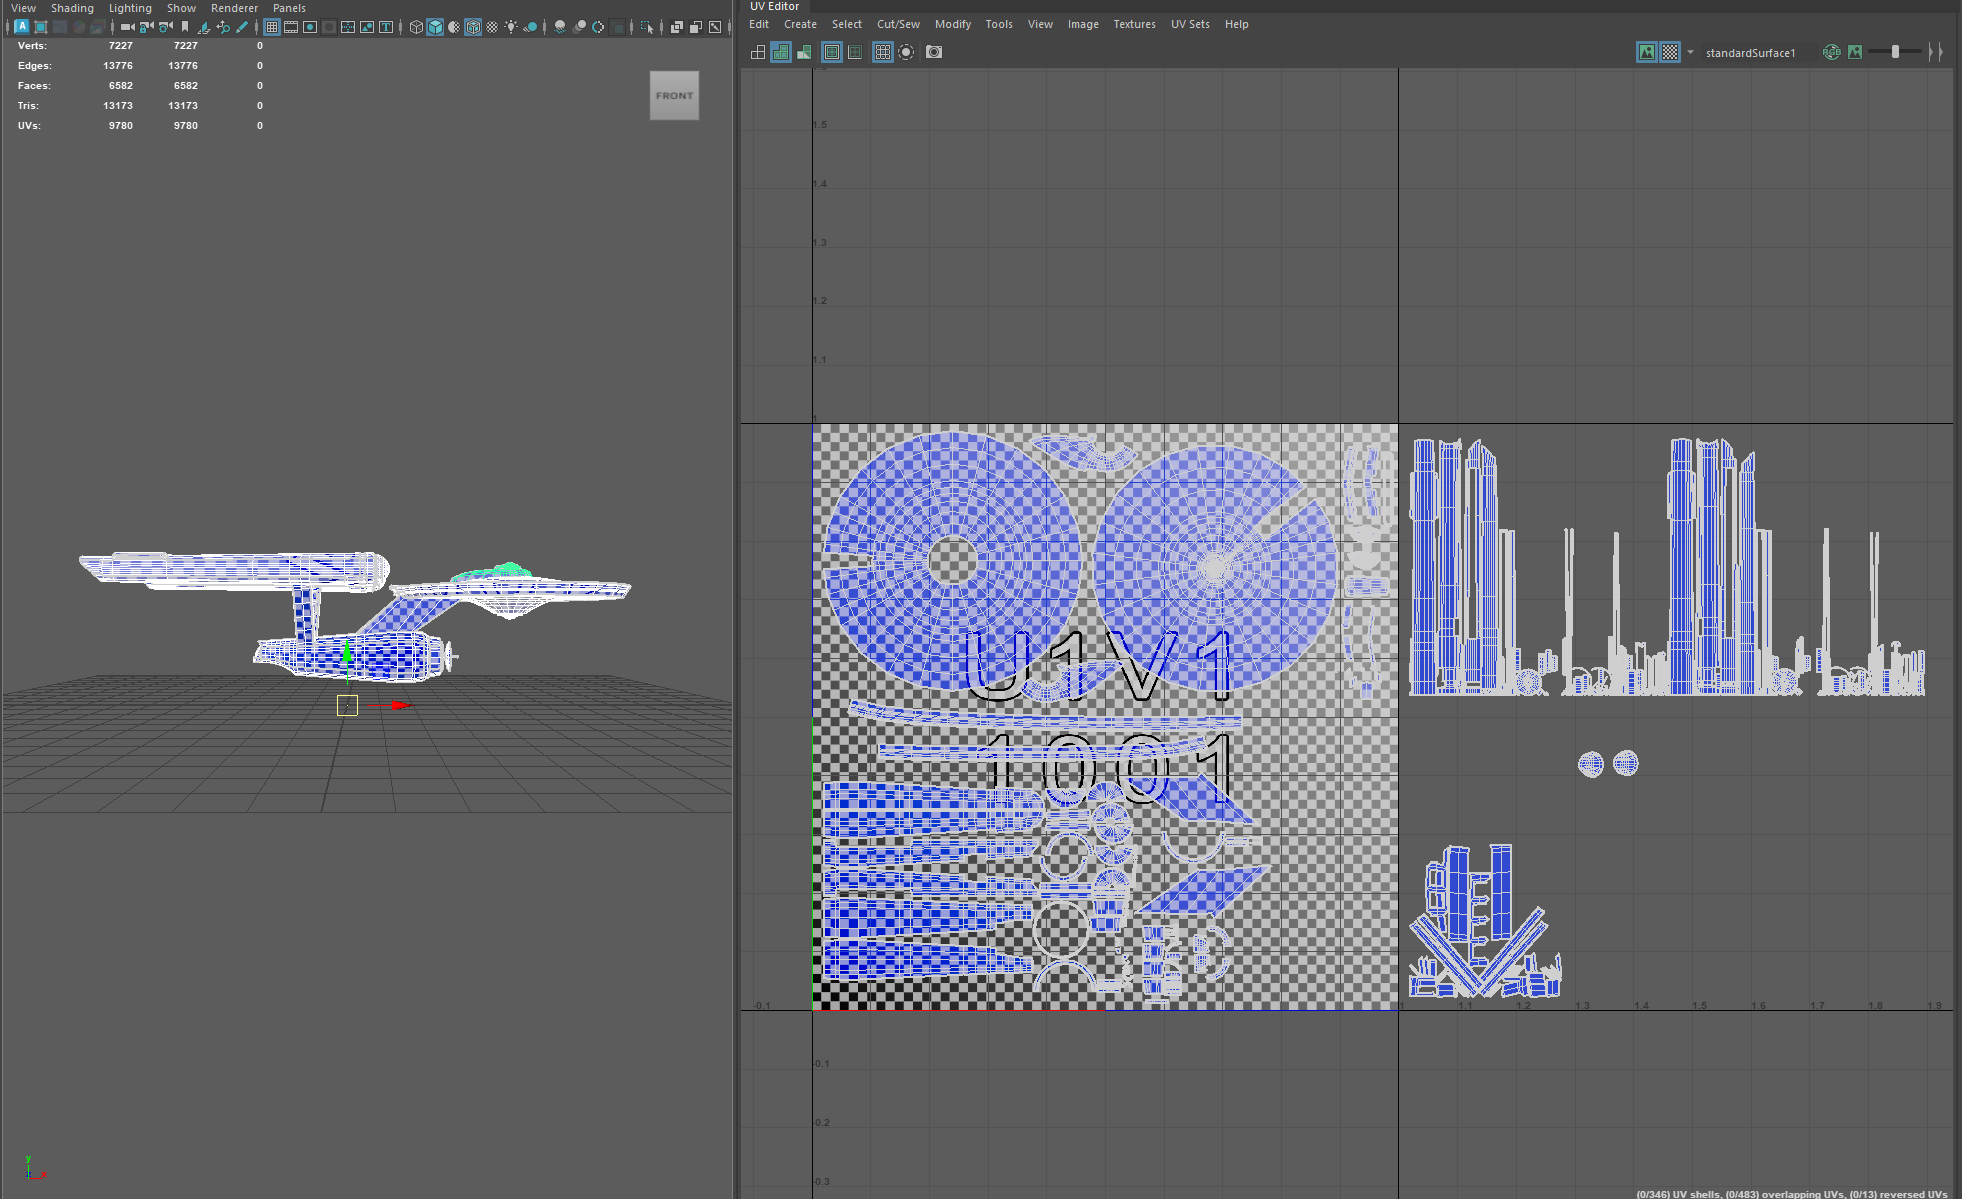 View Shading Lighting Show Renderer Panels
Verts: 7227 7227 0
Edges: 13776 13776 0
Faces: 6582 6582 0
Tris: 13173 13173 0
UVs: 9780 9780 0
FRONT
y
x
UV Editor
Edit Create Select Cut/Sew Modify Tools View Image Textures UV Sets Help
standardSurface1
1.5
1.4
1.3
1.2
1.1
1
U1V1
1001
-0.1
1 1.1 1.2 1.3 1.4 1.5 1.6 1.7 1.8 1.9
-0.1
-0.2
-0.3
(0/346) UV shells, (0/483) overlapping UVs, (0/13) reversed UVs